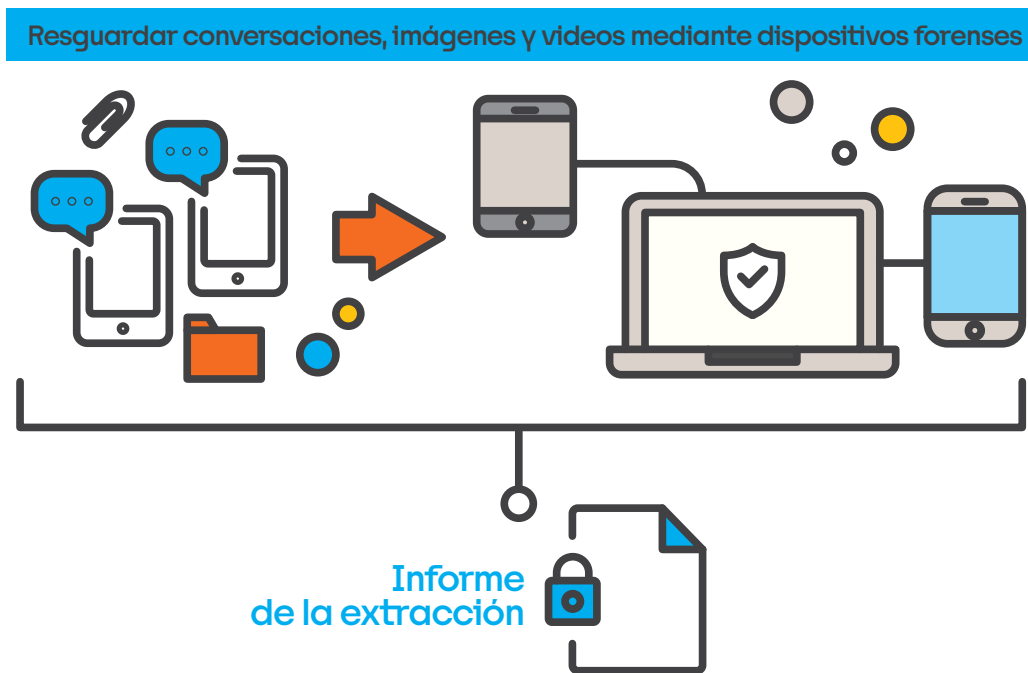 Resguardar conversaciones, imágenes y videos mediante dispositivos forenses
Informe
de la extracción